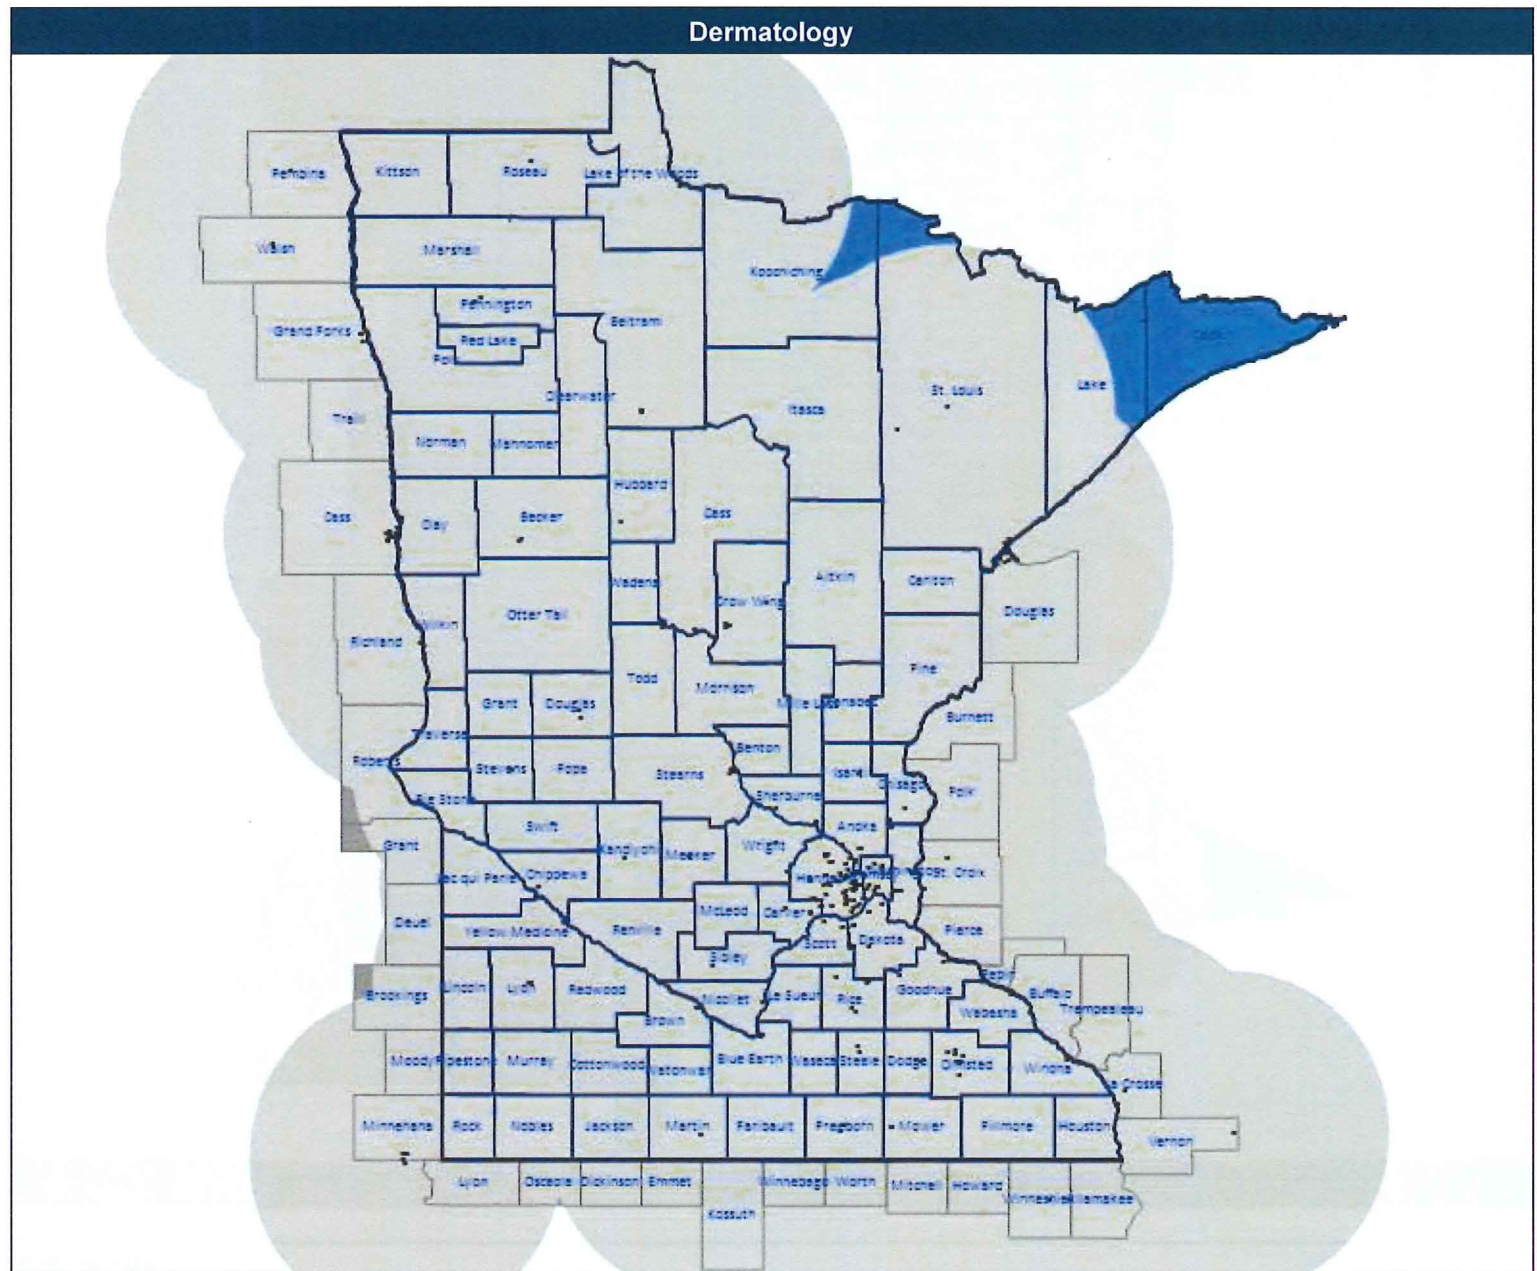 Dermatology
Pembina
Kittson
Roseau
Lake of the Woods
Walsh
Marshall
Koochiching
Pennington
Grand Forks
Beltrami
Red Lake
Cook
Lake
St. Louis
Clearwater
Itasca
Traill
Norman
Mahnomen
Hubbard
Cass
Cass
Clay
Becker
Aitkin
Carlton
Wadena
Crow Wing
Douglas
Otter Tail
Wilkin
Richland
Pine
Todd
Morrison
Grant
Douglas
Burnett
Traverse
Benton
Roberts
Stevens
Pope
Stearns
Isanti
Chisago
Polk
Big Stone
Sherburne
Swift
Anoka
Grant
Kandiyohi
Meeker
Wright
Chippewa
St. Croix
McLeod
Carver
Deuel
Yellow Medicine
Renville
Scott
Dakota
Pierce
Sibley
Brookings
Lincoln
Lyon
Redwood
Nicollet
Le Sueur
Rice
Goodhue
Pepin
Buffalo
Trempealeau
Wabasha
Brown
Moody
Pipestone
Murray
Cottonwood
Watonwan
Blue Earth
Waseca
Steele
Dodge
Olmsted
Winona
La Crosse
Minnehaha
Rock
Nobles
Jackson
Martin
Faribault
Freeborn
Mower
Fillmore
Houston
Vernon
Lyon
Osceola
Dickinson
Emmet
Winnebago
Worth
Mitchell
Howard
Winneshiek
Allamakee
Kossuth